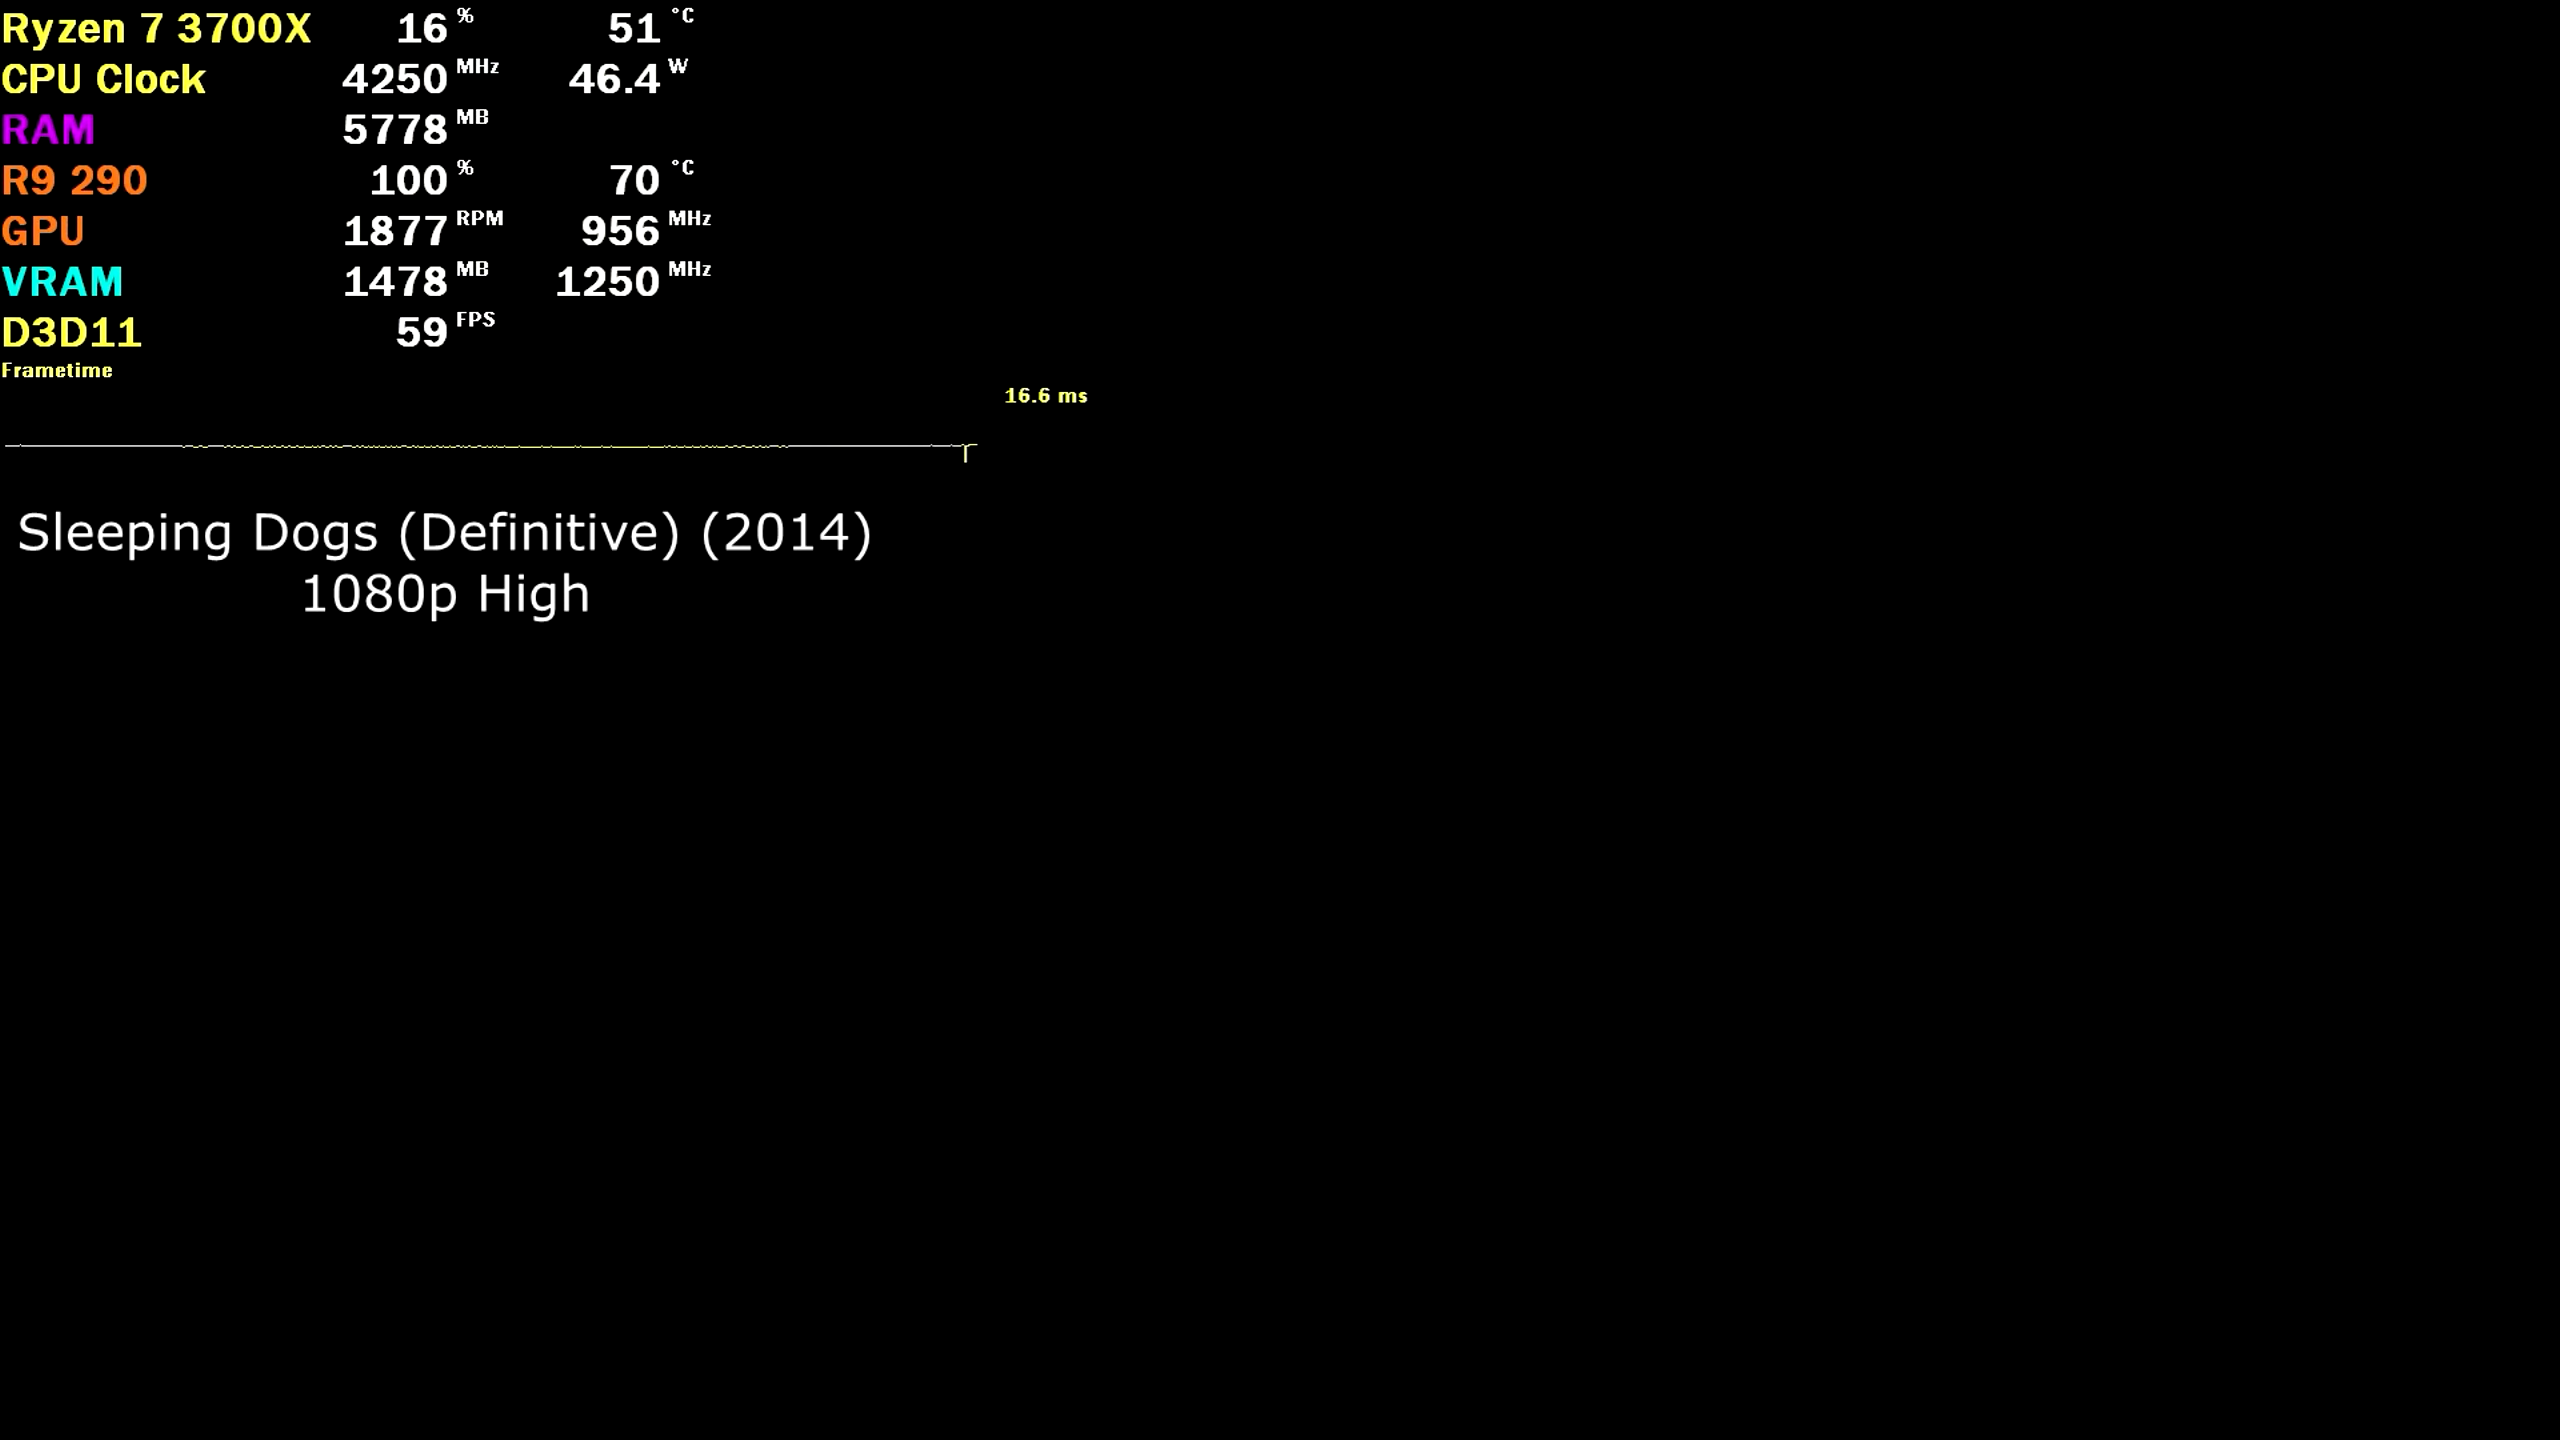 Ryzen 7 3700X 16 % 51 °C
CPU Clock 4250 MHz 46.4 W
RAM 5778 MB
R9 290 100 % 70 °C
GPU 1877 RPM 956 MHz
VRAM 1478 MB 1250 MHz
D3D11 59 FPS
Frametime
16.6 ms
Sleeping Dogs (Definitive) (2014)
1080p High